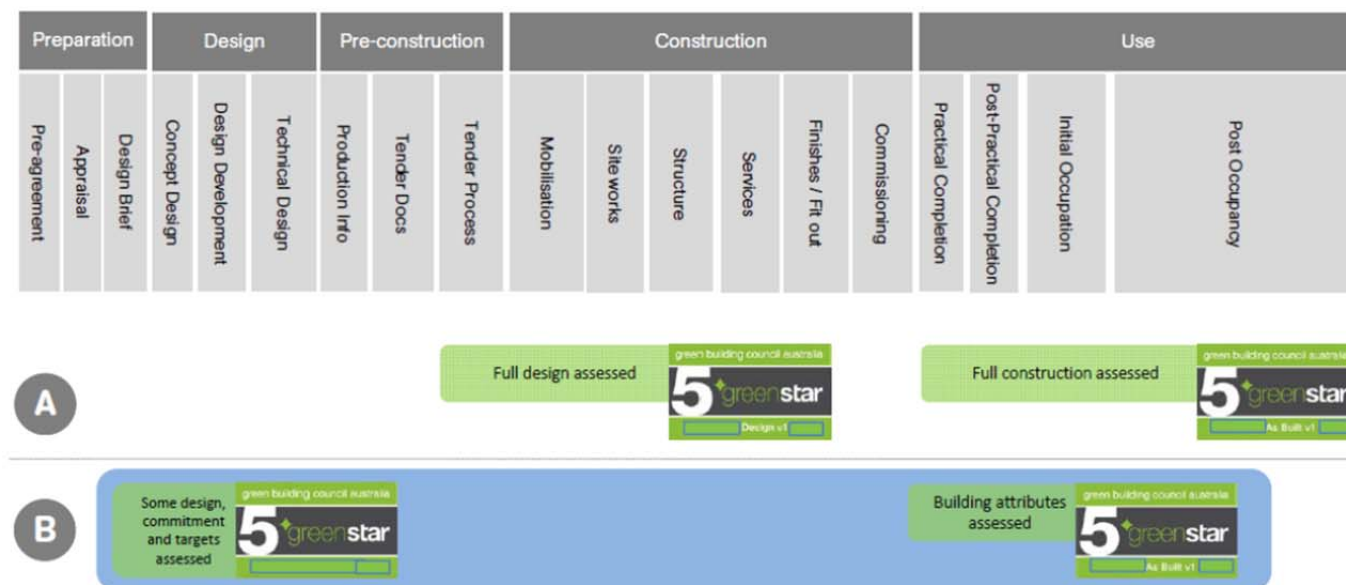 Preparation
Design
Pre-construction
Construction
Use
Pre-agreement
Appraisal
Design Brief
Concept Design
Design Development
Technical Design
Production Info
Tender Docs
Tender Process
Mobilisation
Site works
Structure
Services
Finishes / Fit out
Commissioning
Practical Completion
Post-Practical Completion
Initial Occupation
Post Occupancy
A
Full design assessed
green building council australia
5 greenstar
Design v1
Full construction assessed
green building council australia
5 greenstar
As Built v1
B
Some design,
commitment
and targets
assessed
green building council australia
5 greenstar
Building attributes
assessed
green building council australia
5 greenstar
As Built v1